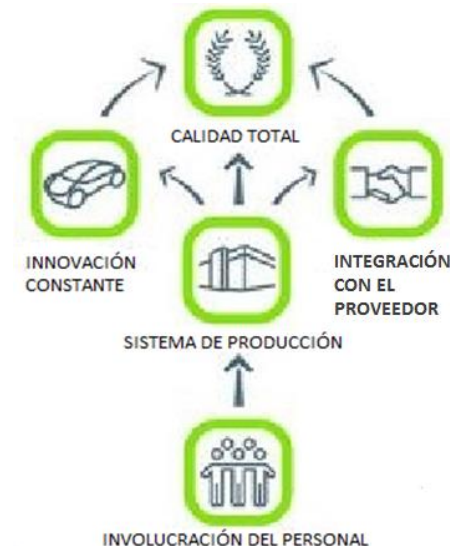 CALIDAD TOTAL
INNOVACIÓN
CONSTANTE
INTEGRACIÓN
CON EL
PROVEEDOR
SISTEMA DE PRODUCCIÓN
INVOLUCRACIÓN DEL PERSONAL